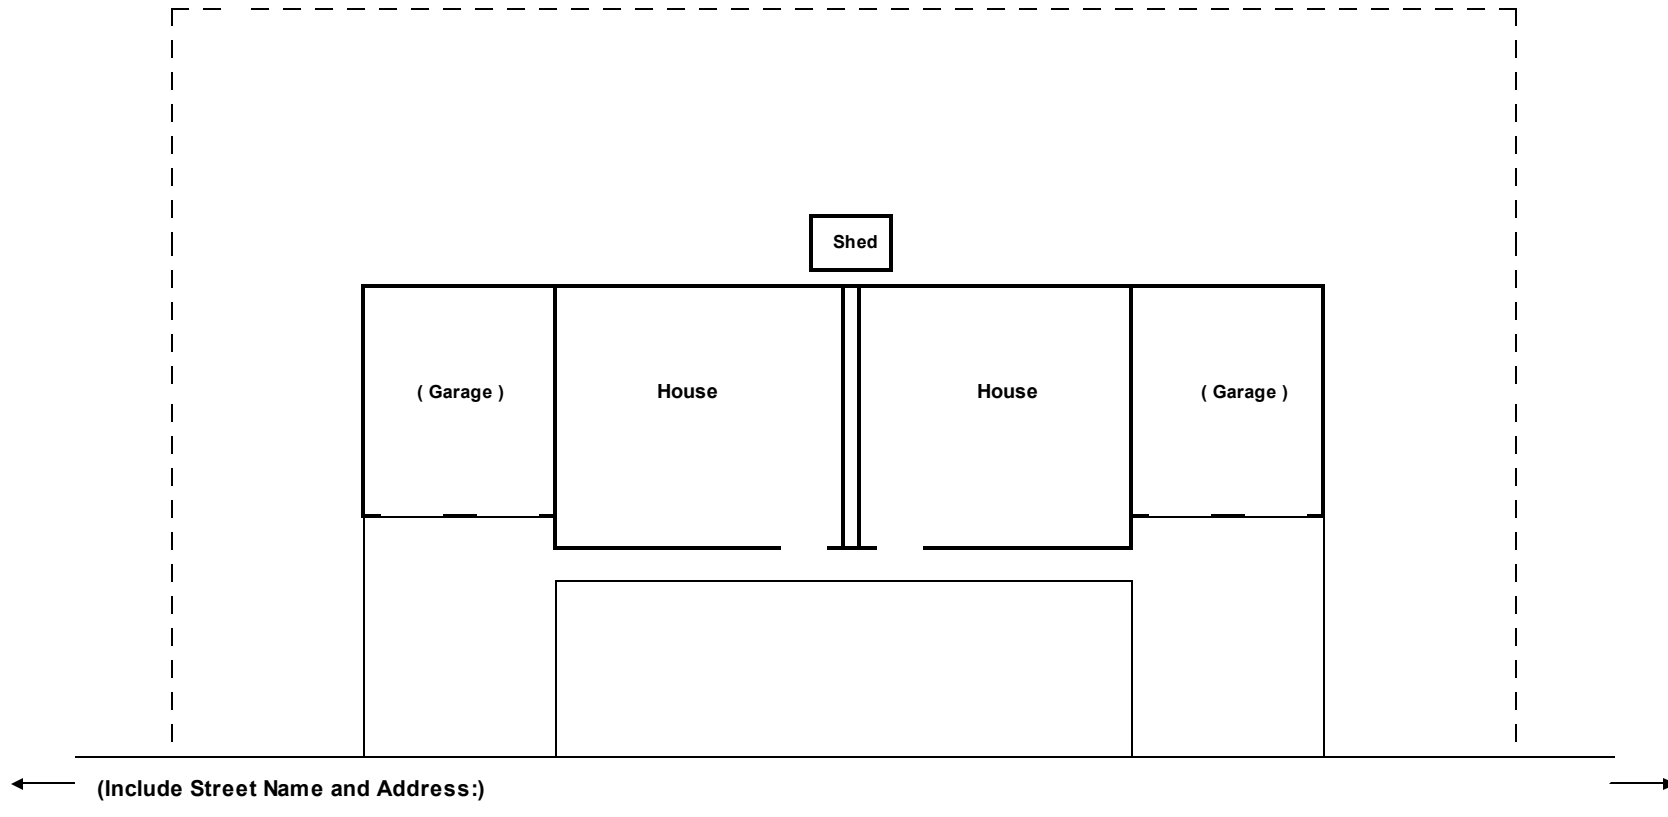 Shed
( Garage )
House
House
( Garage )
(Include Street Name and Address:)